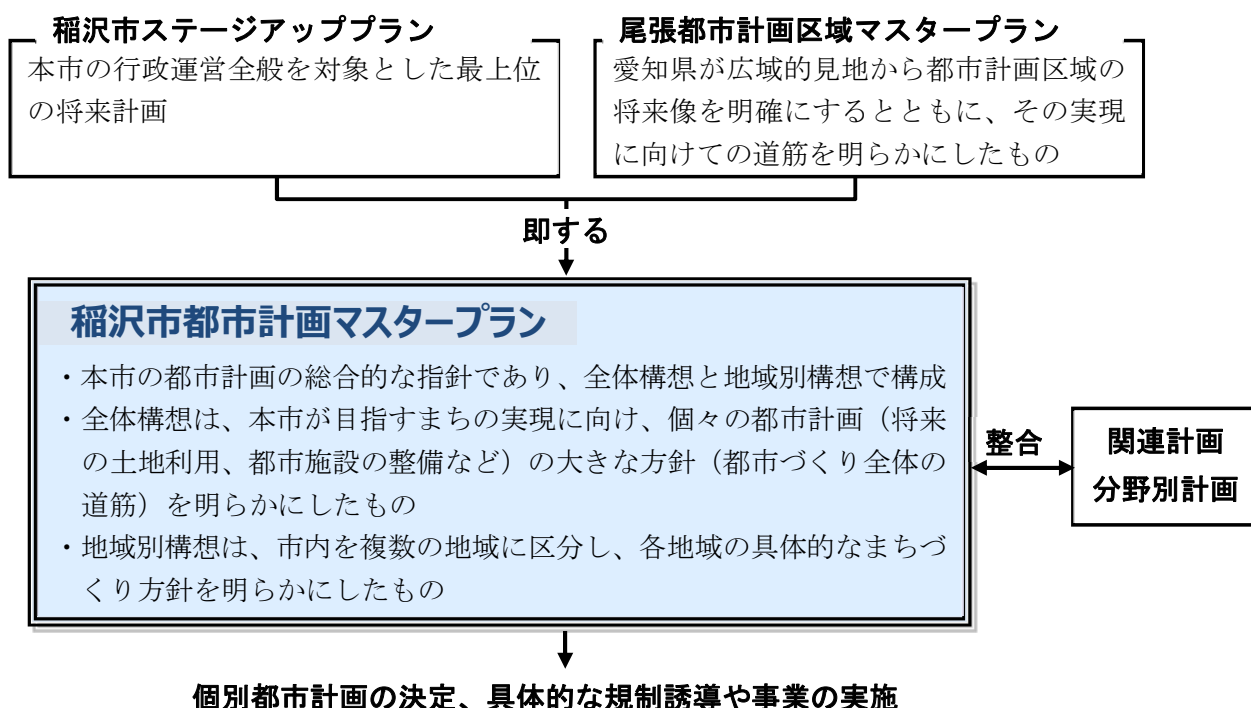 稲沢市ステージアッププラン
本市の行政運営全般を対象とした最上位
の将来計画
尾張都市計画区域マスタープラン
愛知県が広域的見地から都市計画区域の
将来像を明確にするとともに、その実現
に向けての道筋を明らかにしたもの
即する
稲沢市都市計画マスタープラン
・本市の都市計画の総合的な指針であり、全体構想と地域別構想で構成
・全体構想は、本市が目指すまちの実現に向け、個々の都市計画（将来
の土地利用、都市施設の整備など）の大きな方針（都市づくり全体の
道筋）を明らかにしたもの
・地域別構想は、市内を複数の地域に区分し、各地域の具体的なまちづ
くり方針を明らかにしたもの
整合
関連計画
分野別計画
個別都市計画の決定、具体的な規制誘導や事業の実施